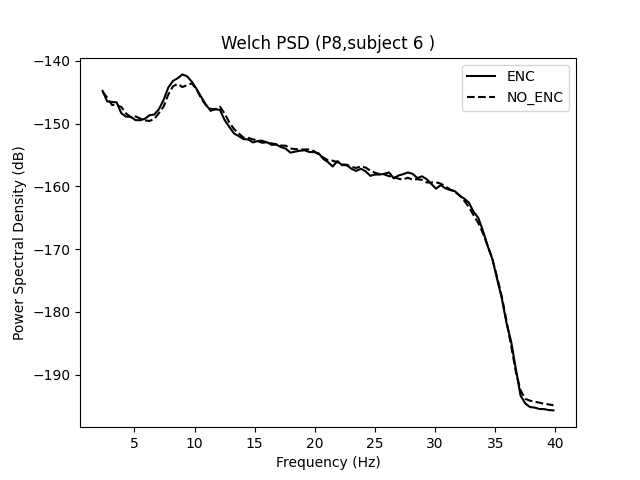 Welch PSD (P8,subject 6 )
ENC
NO_ENC
Power Spectral Density (dB)
−140
−150
−160
−170
−180
−190
5 10 15 20 25 30 35 40
Frequency (Hz)